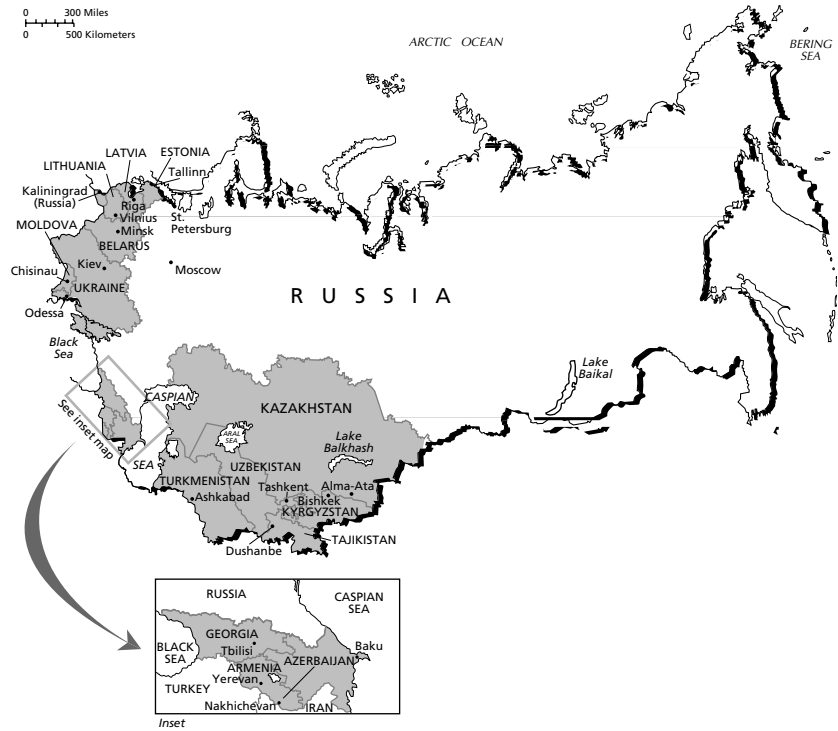 0 300 Miles
0 500 Kilometers
ARCTIC OCEAN
BERING
SEA
LATVIA
ESTONIA
LITHUANIA
Tallinn
Kaliningrad
(Russia)
Riga
Vilnius
St.
Petersburg
MOLDOVA
Minsk
BELARUS
Kiev
Moscow
Chisinau
UKRAINE
RUSSIA
Odessa
Black
Sea
Lake
Baikal
See inset map
CASPIAN
SEA
KAZAKHSTAN
ARAL
SEA
Lake
Balkhash
UZBEKISTAN
TURKMENISTAN
Tashkent
Alma-Ata
Ashkabad
Bishkek
KYRGYZSTAN
Dushanbe
TAJIKISTAN
RUSSIA
CASPIAN
SEA
GEORGIA
Tbilisi
BLACK
SEA
Baku
ARMENIA
AZERBAIJAN
Yerevan
TURKEY
Nakhichevan
IRAN
Inset